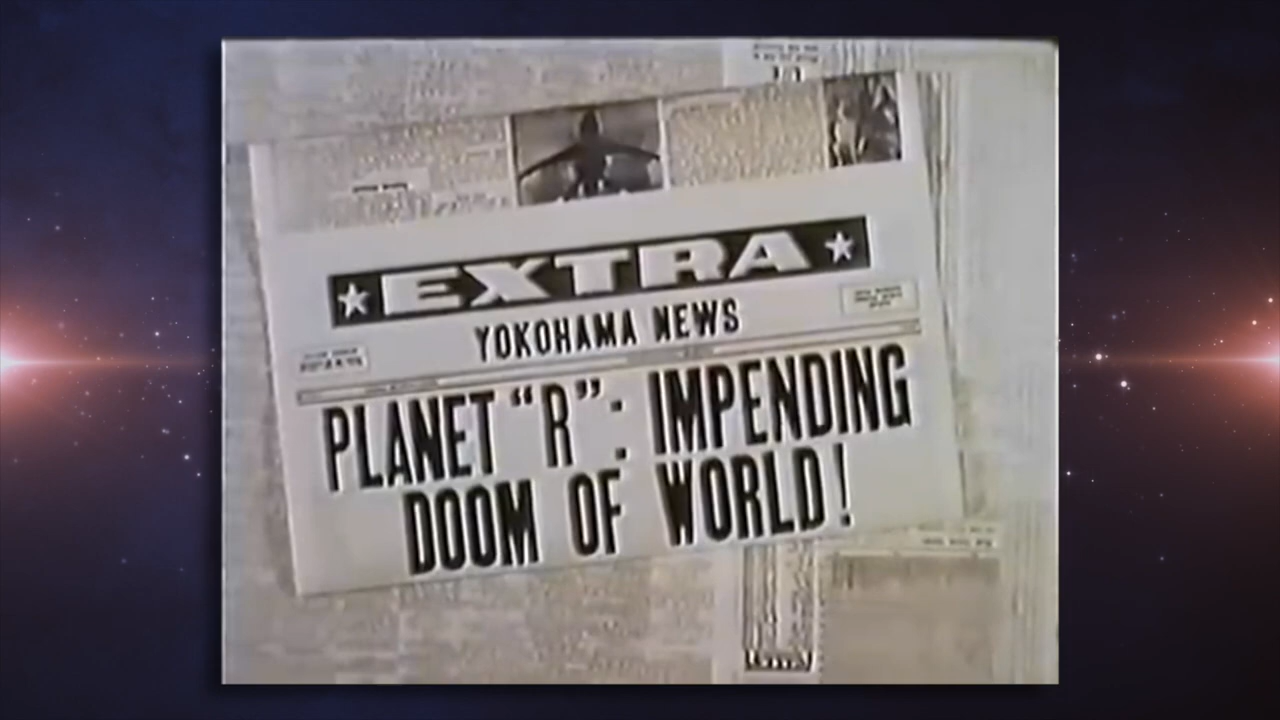 EXTRA
YOKOHAMA NEWS
PLANET “R”: IMPENDING
DOOM OF WORLD!